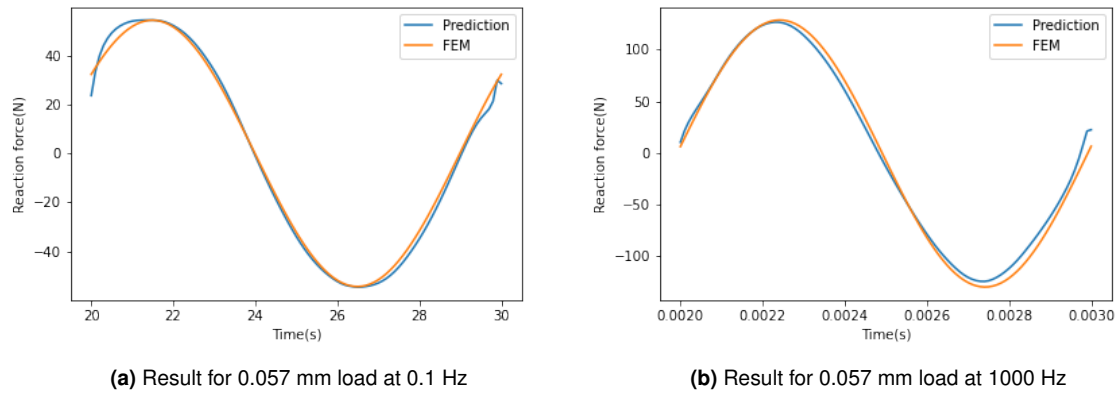 Reaction force(N)
40
20
0
−20
−40
20
22
24
26
28
30
Time(s)
Prediction
FEM
Reaction force(N)
100
50
0
−50
−100
0.0020
0.0022
0.0024
0.0026
0.0028
0.0030
Time(s)
Prediction
FEM
(a) Result for 0.057 mm load at 0.1 Hz
(b) Result for 0.057 mm load at 1000 Hz